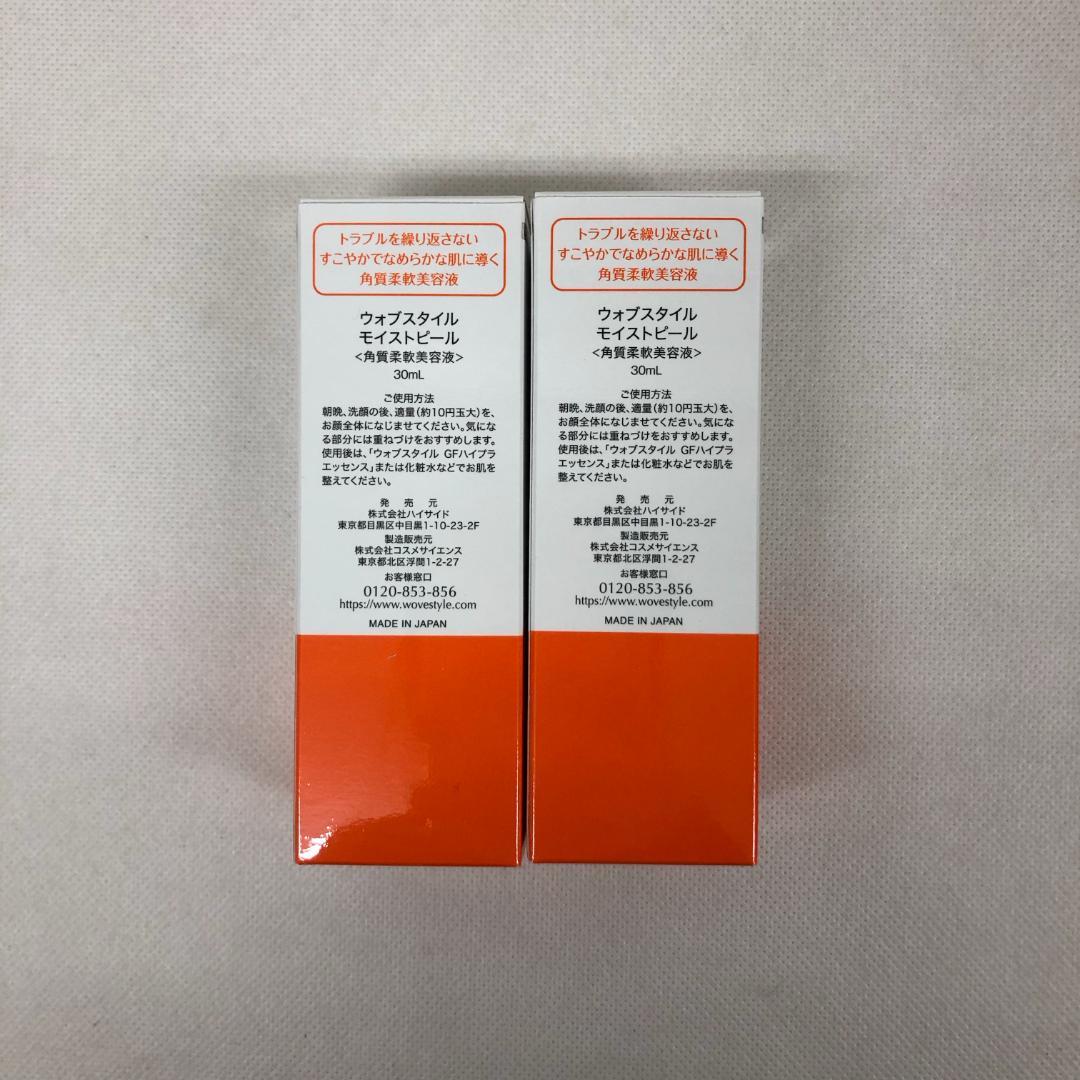 トラブルを繰り返さない
すこやかでなめらかな肌に導く
角質柔軟美容液
ウォブスタイル
モイストピール
<角質柔軟美容液>
30mL
ご使用方法
朝晩、洗顔の後、適量(約10円玉大)を、
お顔全体になじませてください。気にな
る部分には重ねづけをおすすめします。
使用後は、「ウォブスタイル GFハイプラ
エッセンス」または化粧水などでお肌を
整えてください。
発 売 元
株式会社ハイサイド
東京都目黒区中目黒1-10-23-2F
製造販売元
株式会社コスメサイエンス
東京都北区浮間1-2-27
お客様窓口
0120-853-856
https://www.wovestyle.com
MADE IN JAPAN
トラブルを繰り返さない
すこやかでなめらかな肌に導く
角質柔軟美容液
ウォブスタイル
モイストピール
<角質柔軟美容液>
30mL
ご使用方法
朝晩、洗顔の後、適量(約10円玉大)を、
お顔全体になじませてください。気にな
る部分には重ねづけをおすすめします。
使用後は、「ウォブスタイル GFハイプラ
エッセンス」または化粧水などでお肌を
整えてください。
発 売 元
株式会社ハイサイド
東京都目黒区中目黒1-10-23-2F
製造販売元
株式会社コスメサイエンス
東京都北区浮間1-2-27
お客様窓口
0120-853-856
https://www.wovestyle.com
MADE IN JAPAN